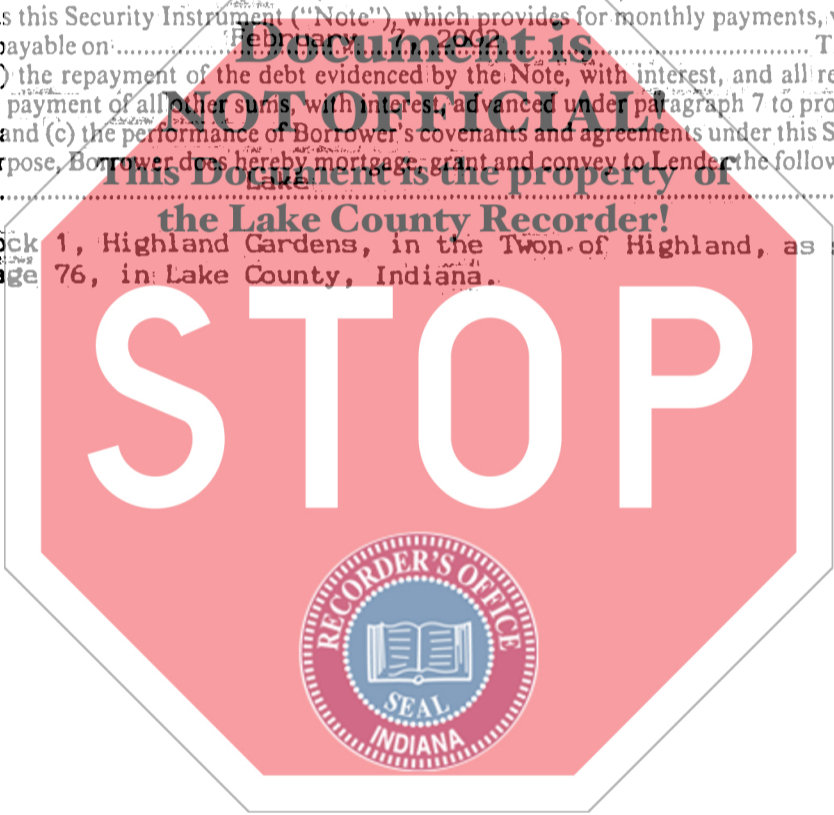 s this Security Instrument ("Note"), which provides for monthly payments,
payable on February 7, 2002 T
Document is
) the repayment of the debt evidenced by the Note, with interest, and all re
payment of all other sums, with interest, advanced under paragraph 7 to pro
NOT OFFICIAL!
and (c) the performance of Borrower's covenants and agreements under this S
rpose, Borrower does hereby mortgage, grant and convey to Lender the follow
This Document is the property of
Lake
the Lake County Recorder!
ock 1, Highland Gardens, in the Twon of Highland, as
ge 76, in Lake County, Indiana.
STOP
RECORDER'S OFFICE
SEAL
INDIANA